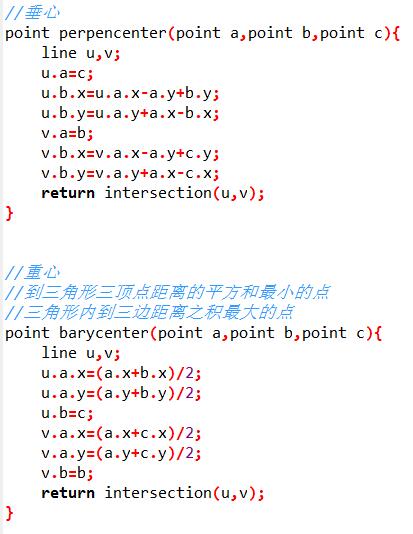 //垂心
point perpencenter(point a,point b,point c){
    line u,v;
    u.a=c;
    u.b.x=u.a.x-a.y+b.y;
    u.b.y=u.a.y+a.x-b.x;
    v.a=b;
    v.b.x=v.a.x-a.y+c.y;
    v.b.y=v.a.y+a.x-c.x;
    return intersection(u,v);
}
//重心
//到三角形三顶点距离的平方和最小的点
//三角形内到三边距离之积最大的点
point barycenter(point a,point b,point c){
    line u,v;
    u.a.x=(a.x+b.x)/2;
    u.a.y=(a.y+b.y)/2;
    u.b=c;
    v.a.x=(a.x+c.x)/2;
    v.a.y=(a.y+c.y)/2;
    v.b=b;
    return intersection(u,v);
}